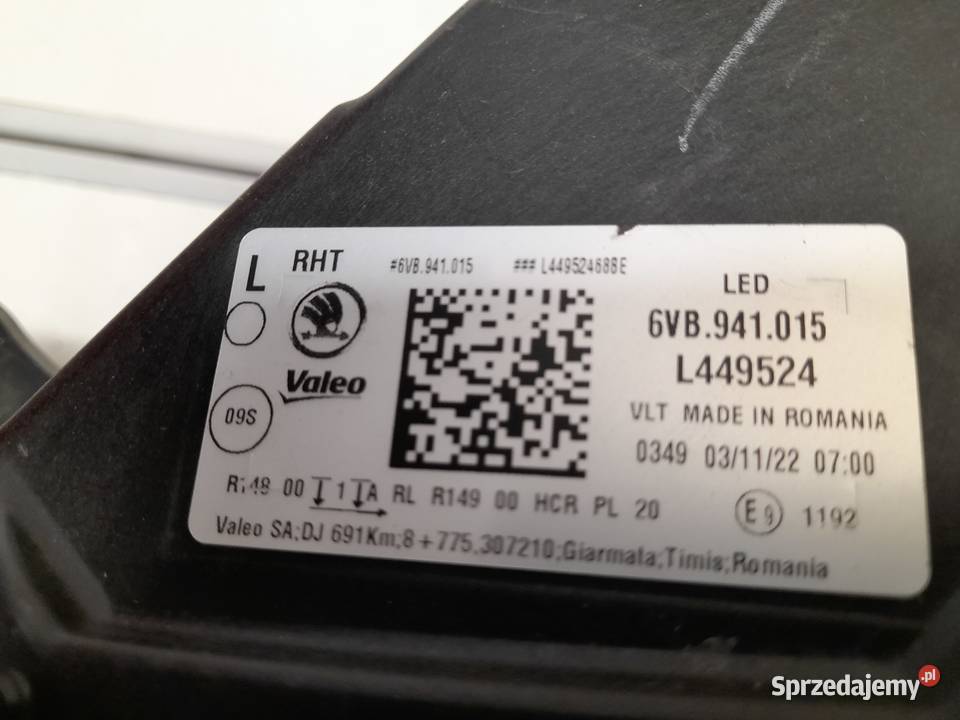 L RHT #6VB.941.015 ### L449524688E
LED
6VB.941.015
L449524
Valeo
VLT MADE IN ROMANIA
09S
0349 03/11/22 07:00
R148 00 1 A RL R149 00 HCR PL 20
E9 1192
Valeo SA;DJ 691Km;8+775,307210;Giarmata;Timis;Romania
Sprzedajemy.pl